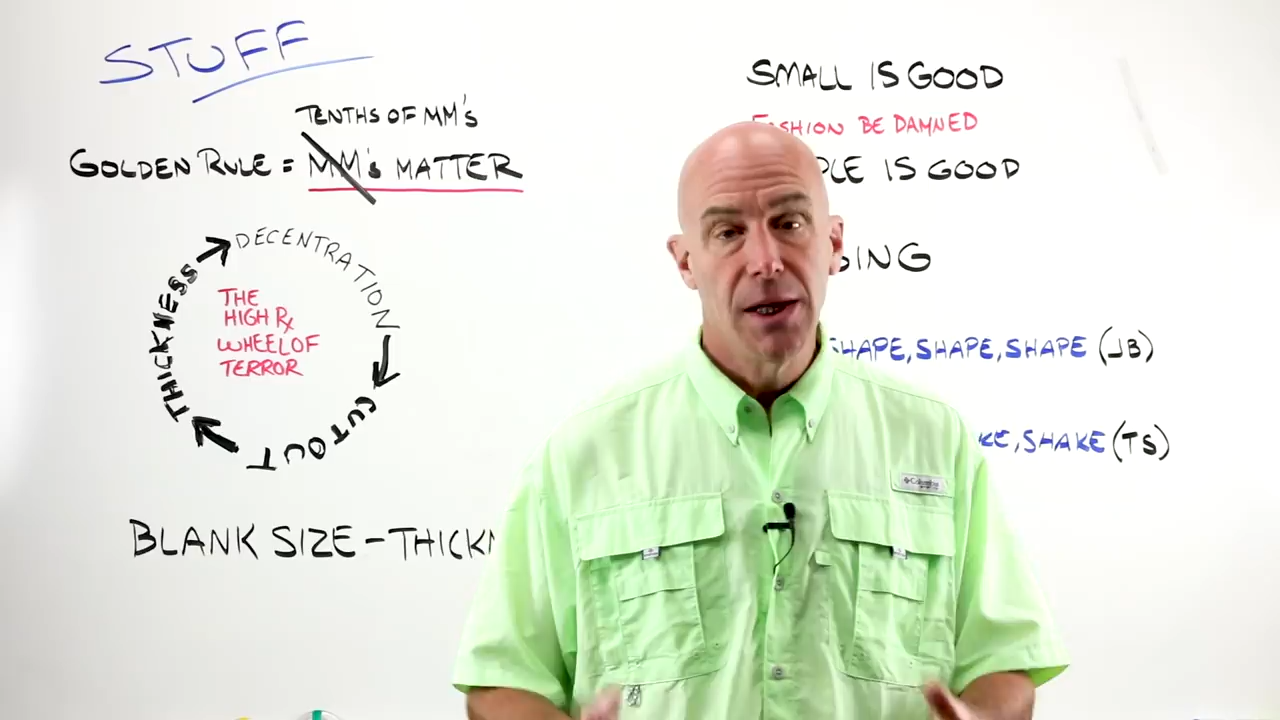 STUFF
TENTHS OF MM's
GOLDEN RULE = MM's MATTER
DECENTRATION
CUTOUT
THICKNESS
THE
HIGH Rx
WHEEL OF
TERROR
BLANK SIZE - THICKN
SMALL IS GOOD
FASHION BE DAMNED
PLE IS GOOD
SING
SHAPE, SHAPE, SHAPE (JB)
KE, SHAKE (TS)
Columbia